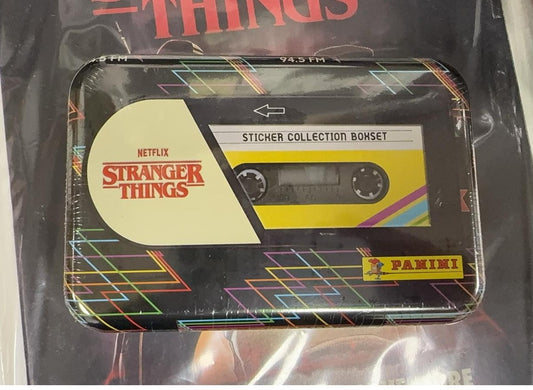 THINGS
94.5 FM
STICKER COLLECTION BOXSET
NETFLIX
STRANGER
THINGS
PANINI